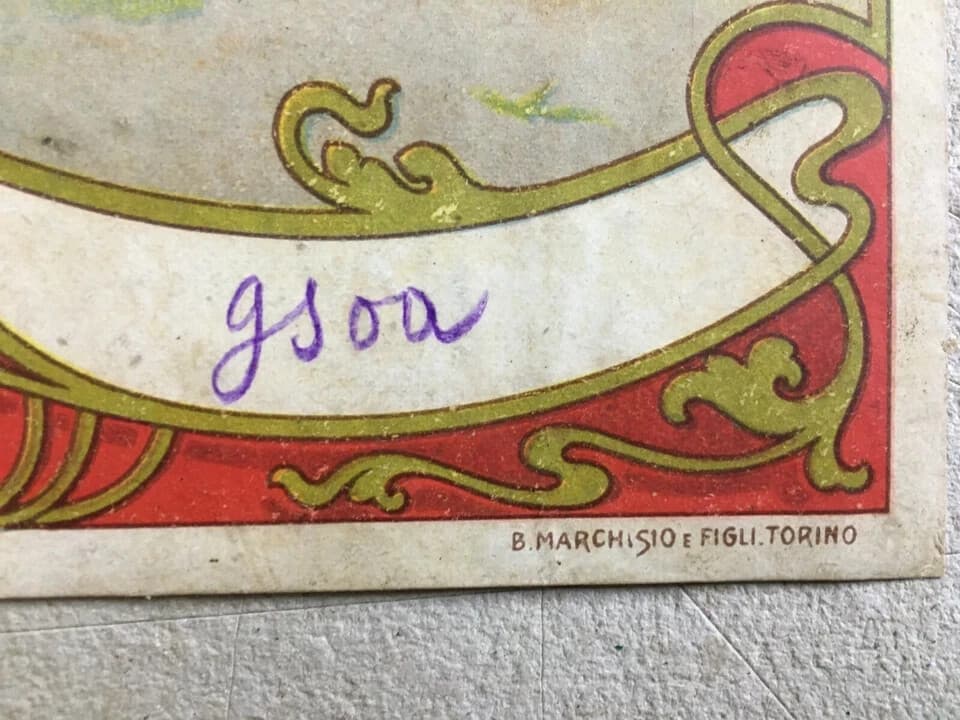 gsoa
B. MARCHISIO E FIGLI. TORINO